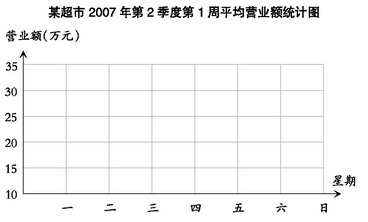 某超市 2007 年第 2 季度第 1 周平均营业额统计图
营业额(万元)
35
30
25
20
15
10
星期
一 二 三 四 五 六 日